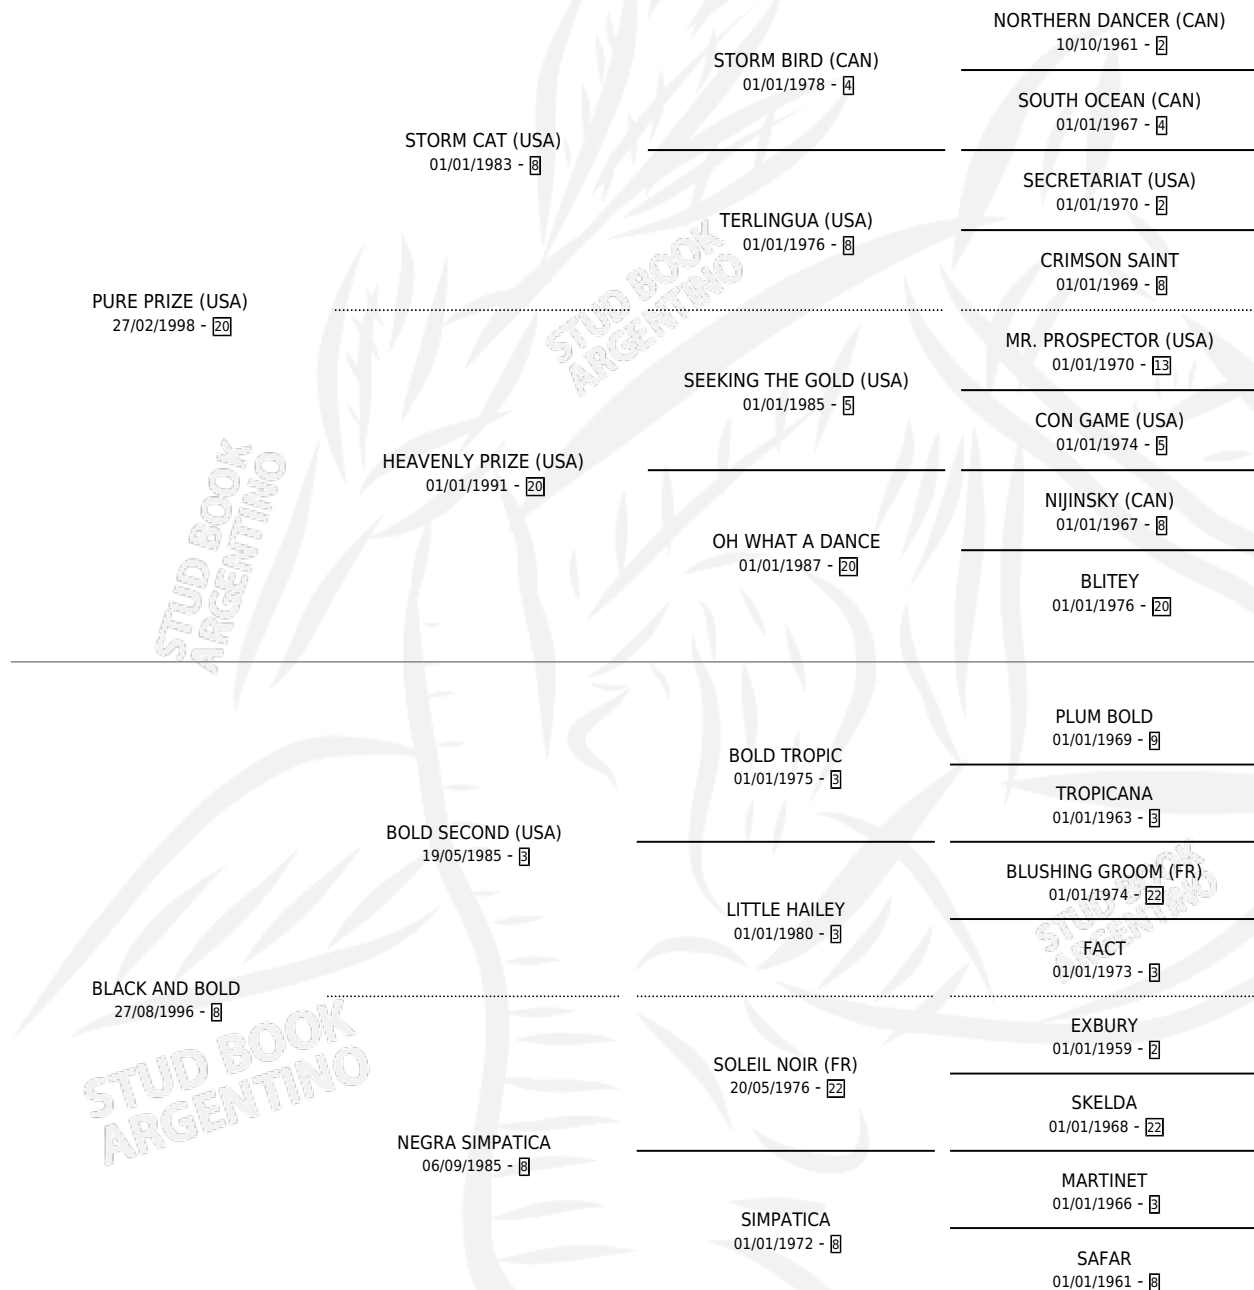 NORTHERN DANCER (CAN)
10/10/1961 - 2
STORM BIRD (CAN)
01/01/1978 - 4
SOUTH OCEAN (CAN)
01/01/1967 - 4
STORM CAT (USA)
01/01/1983 - 8
SECRETARIAT (USA)
01/01/1970 - 2
TERLINGUA (USA)
01/01/1976 - 8
CRIMSON SAINT
01/01/1969 - 8
PURE PRIZE (USA)
27/02/1998 - 20
MR. PROSPECTOR (USA)
01/01/1970 - 13
SEEKING THE GOLD (USA)
01/01/1985 - 5
CON GAME (USA)
01/01/1974 - 5
HEAVENLY PRIZE (USA)
01/01/1991 - 20
NIJINSKY (CAN)
01/01/1967 - 8
OH WHAT A DANCE
01/01/1987 - 20
BLITEY
01/01/1976 - 20
PLUM BOLD
01/01/1969 - 9
BOLD TROPIC
01/01/1975 - 3
TROPICANA
01/01/1963 - 3
BOLD SECOND (USA)
19/05/1985 - 3
BLUSHING GROOM (FR)
01/01/1974 - 22
LITTLE HAILEY
01/01/1980 - 3
FACT
01/01/1973 - 3
BLACK AND BOLD
27/08/1996 - 8
EXBURY
01/01/1959 - 2
SOLEIL NOIR (FR)
20/05/1976 - 22
SKELDA
01/01/1968 - 22
NEGRA SIMPATICA
06/09/1985 - 8
MARTINET
01/01/1966 - 3
SIMPATICA
01/01/1972 - 8
SAFAR
01/01/1961 - 8
STUD BOOK
ARGENTINO
STUD BOOK
ARGENTINO
STUD BOOK
ARGENTINO
STUD BOOK
ARGENTINO